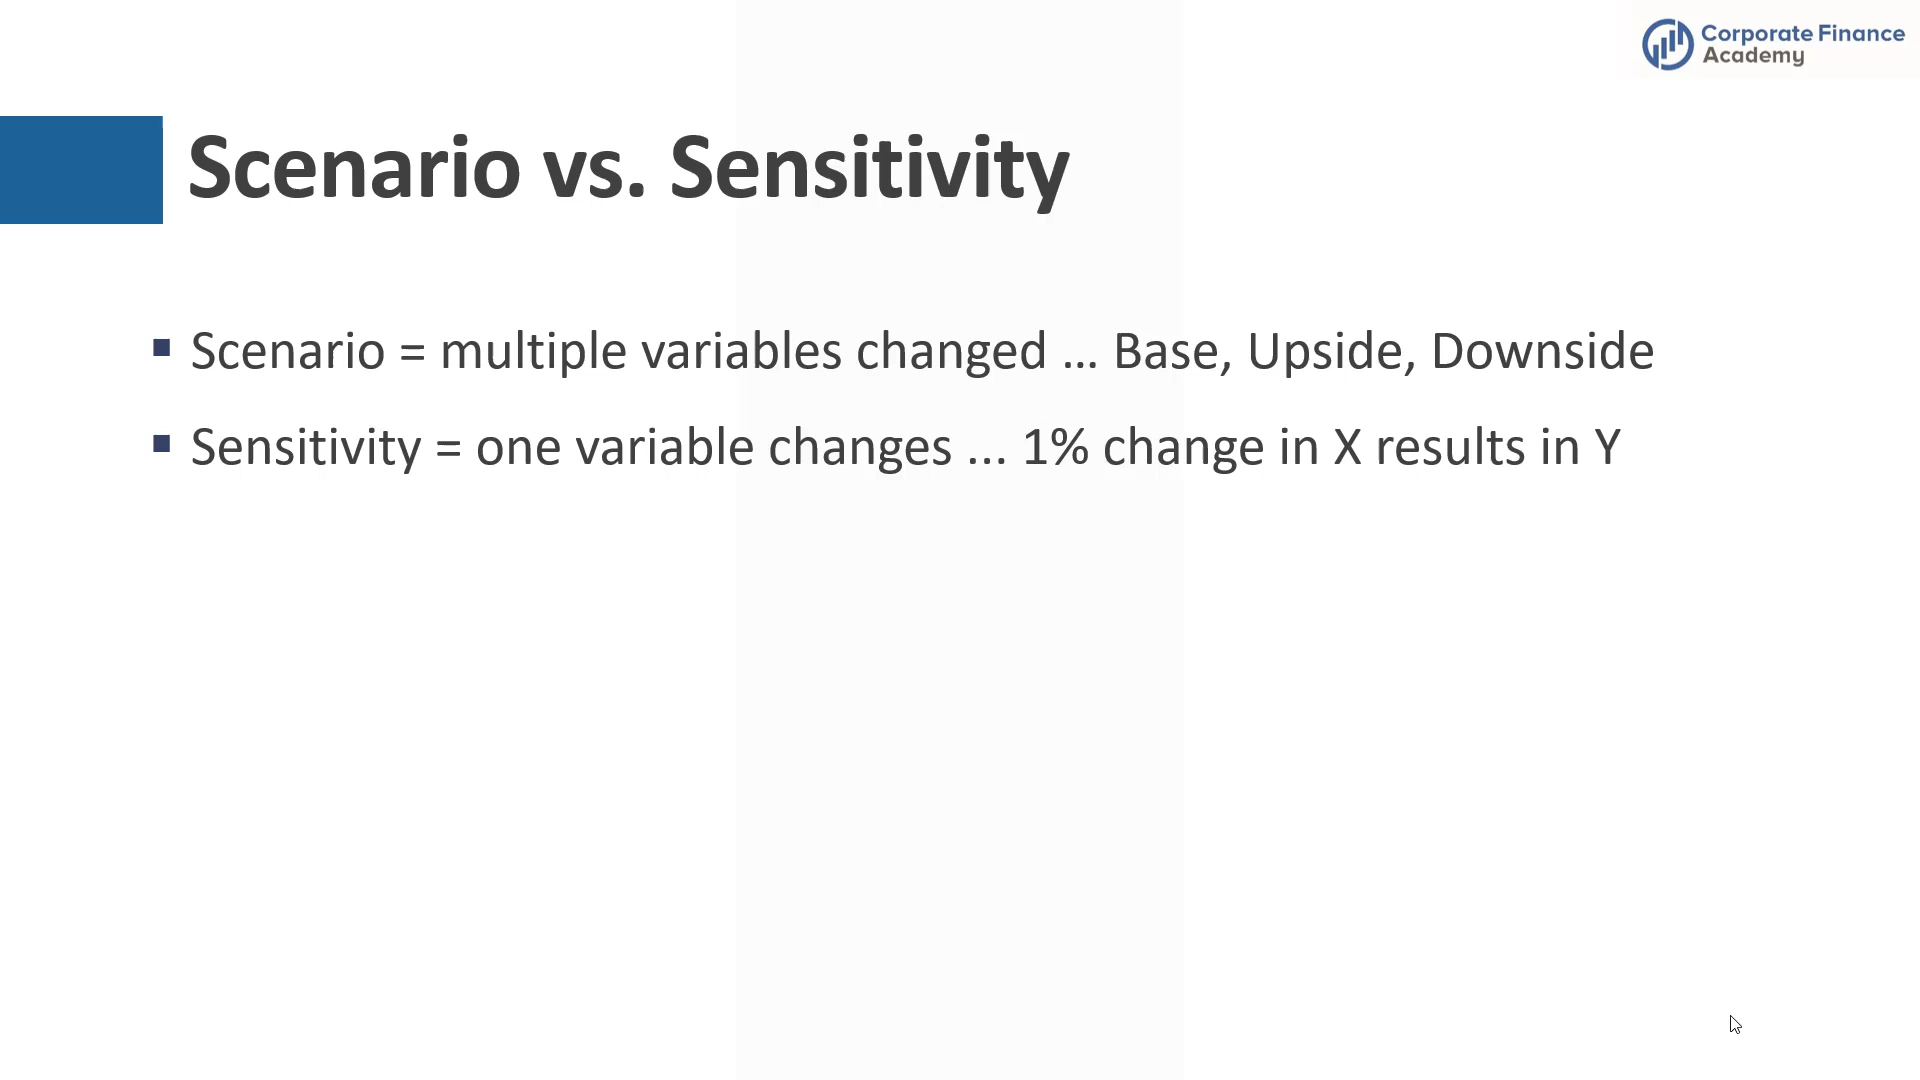 Corporate Finance
Academy
Scenario vs. Sensitivity
Scenario = multiple variables changed ... Base, Upside, Downside
Sensitivity = one variable changes ... 1% change in X results in Y